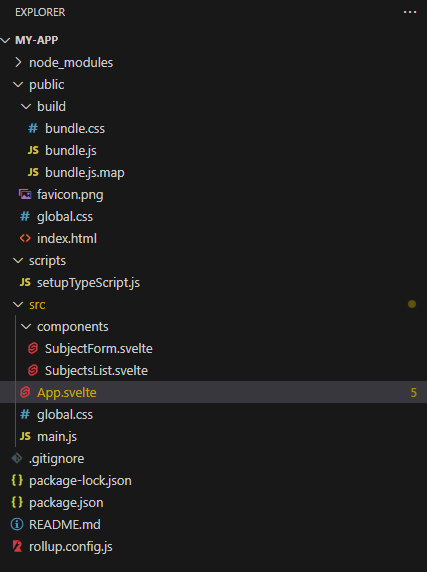 EXPLORER ...
MY-APP
node_modules
public
build
# bundle.css
JS bundle.js
JS bundle.js.map
favicon.png
# global.css
<> index.html
scripts
JS setupTypeScript.js
src
components
SubjectForm.svelte
SubjectsList.svelte
App.svelte 5
# global.css
JS main.js
.gitignore
{} package-lock.json
{} package.json
README.md
rollup.config.js